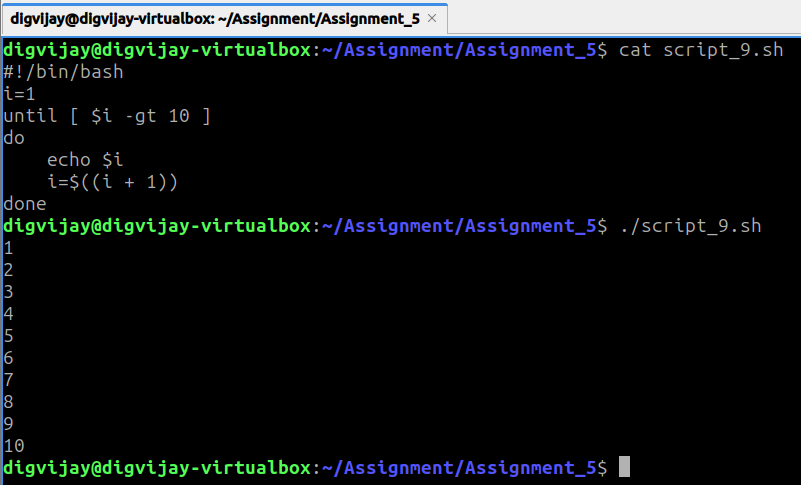 digvijay@digvijay-virtualbox: ~/Assignment/Assignment_5 ×
digvijay@digvijay-virtualbox:~/Assignment/Assignment_5$ cat script_9.sh
#!/bin/bash
i=1
until [ $i -gt 10 ]
do
    echo $i
    i=$((i + 1))
done
digvijay@digvijay-virtualbox:~/Assignment/Assignment_5$ ./script_9.sh
1
2
3
4
5
6
7
8
9
10
digvijay@digvijay-virtualbox:~/Assignment/Assignment_5$